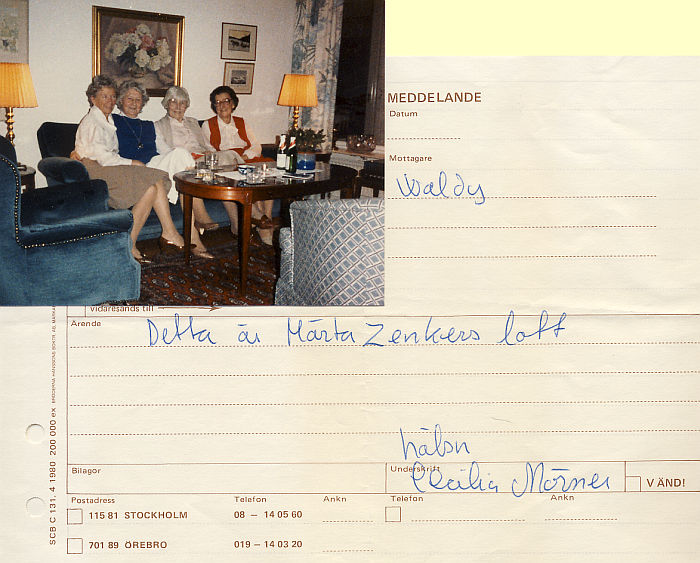 MEDDELANDE
Datum
Mottagare
Waldy
vidaresänds till
Ärende
Detta är Märta Zenkers loft
hälsn
Bilagor
Underskrift
Cecilia Mörner
VÄND!
Postadress
Telefon
Ankn
Telefon
Ankn
115 81 STOCKHOLM
08 – 14 05 60
701 89 ÖREBRO
019 – 14 03 20
SCB C 131. 4 1980 200 000 ex